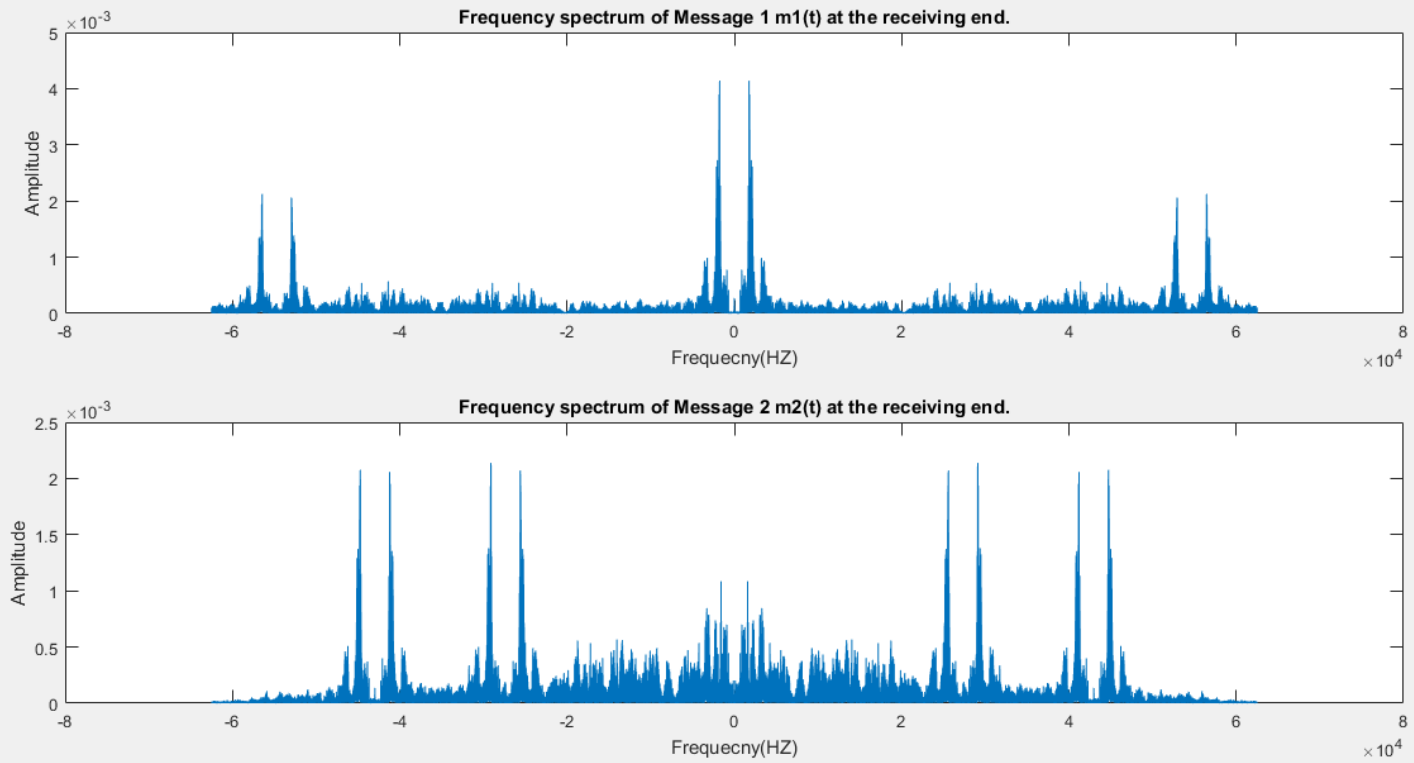 Frequency spectrum of Message 1 m1(t) at the receiving end.
×10-3
5
4
3
2
1
0
Amplitude
-8 -6 -4 -2 0 2 4 6 8
Frequecny(HZ)
×104
Frequency spectrum of Message 2 m2(t) at the receiving end.
×10-3
2.5
2
1.5
1
0.5
0
Amplitude
-8 -6 -4 -2 0 2 4 6 8
Frequecny(HZ)
×104